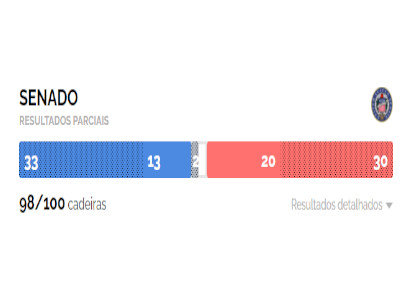 SENADO
RESULTADOS PARCIAIS
33 13 2 20 30
98/100 cadeiras
Resultados detalhados